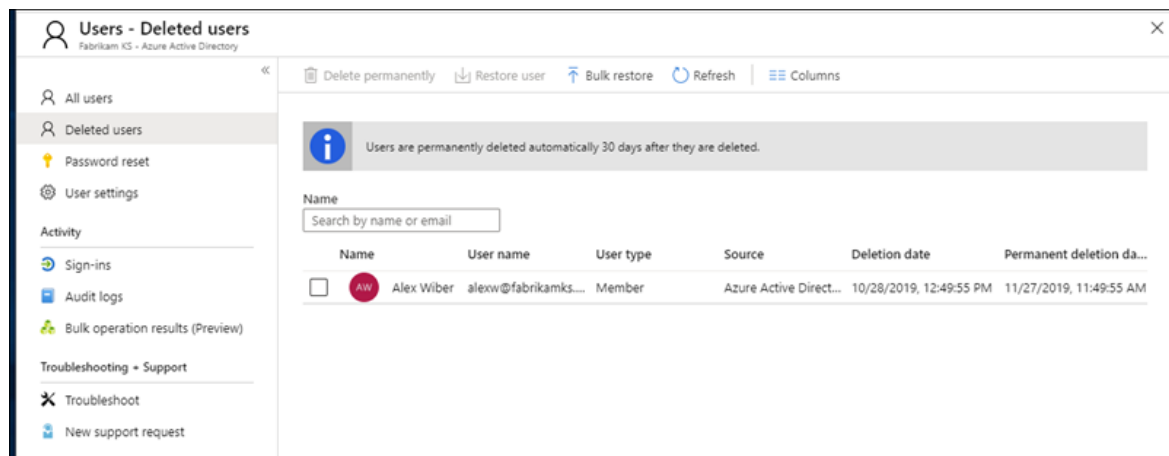 Users - Deleted users
Fabrikam KS - Azure Active Directory
All users
Deleted users
Password reset
User settings
Activity
Sign-ins
Audit logs
Bulk operation results (Preview)
Troubleshooting + Support
Troubleshoot
New support request
Delete permanently Restore user Bulk restore Refresh Columns
Users are permanently deleted automatically 30 days after they are deleted.
Name
Search by name or email
Name User name User type Source Deletion date Permanent deletion da...
AW Alex Wiber alexw@fabrikamks.... Member Azure Active Direct... 10/28/2019, 12:49:55 PM 11/27/2019, 11:49:55 AM